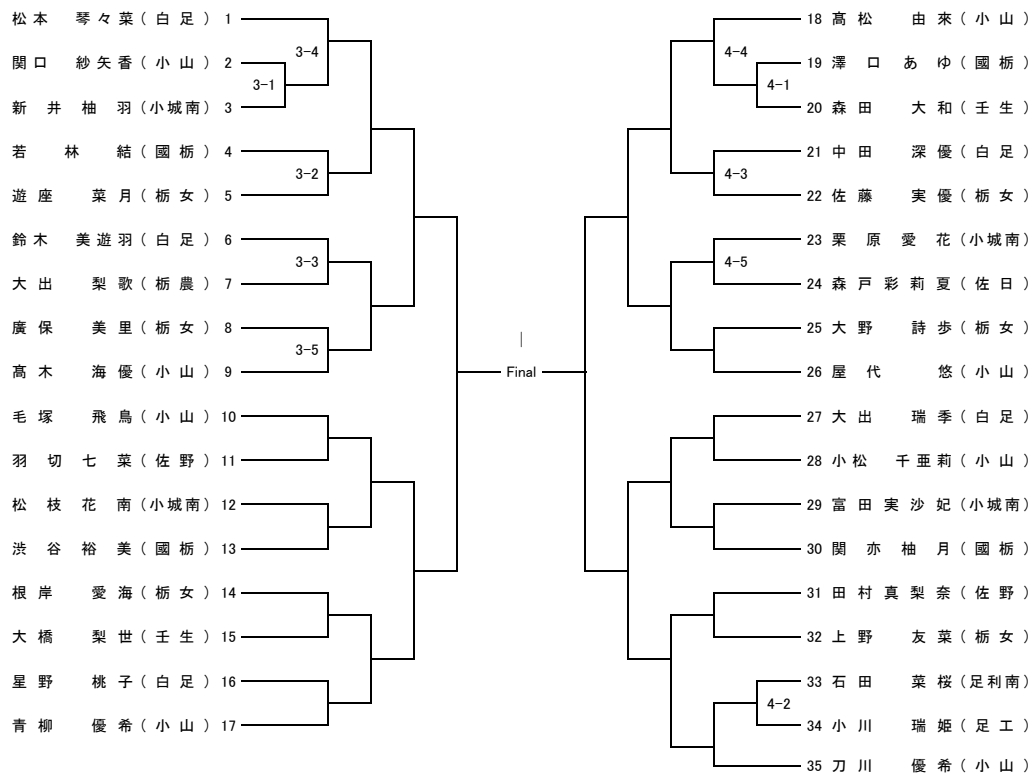 松本 琴々菜(白足) 1
3-4
関口 紗矢香(小山) 2
3-1
新井柚羽(小城南) 3
若林 結(國栃) 4
3-2
遊座 菜月(栃女) 5
鈴木 美遊羽(白足) 6
3-3
大出 梨歌(栃農) 7
廣保 美里(栃女) 8
3-5
髙木 海優(小山) 9
毛塚 飛鳥(小山) 10
羽切七菜(佐野) 11
松枝花南(小城南) 12
渋谷裕美(國栃) 13
根岸 愛海(栃女) 14
大橋 梨世(壬生) 15
星野 桃子(白足) 16
青柳 優希(小山) 17
Final
18 髙松 由來(小山)
4-4
19 澤口あゆ(國栃)
4-1
20 森田 大和(壬生)
21 中田 深優(白足)
4-3
22 佐藤 実優(栃女)
23 栗原愛花(小城南)
4-5
24 森戸彩莉夏(佐日)
25 大野 詩歩(栃女)
26 屋代 悠(小山)
27 大出 瑞季(白足)
28 小松 千亜莉(小山)
29 富田実沙妃(小城南)
30 関亦柚月(國栃)
31 田村真梨奈(佐野)
32 上野 友菜(栃女)
33 石田 菜桜(足利南)
4-2
34 小川 瑞姫(足工)
35 刀川 優希(小山)